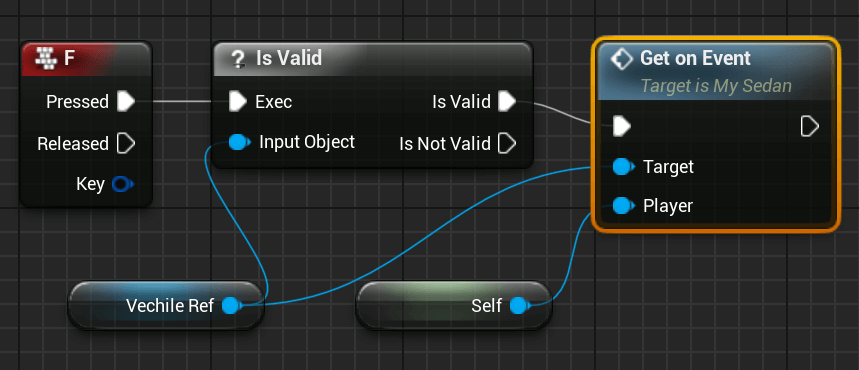 F
Pressed
Released
Key
? Is Valid
Exec
Is Valid
Input Object
Is Not Valid
Get on Event
Target is My Sedan
Target
Player
Vechile Ref
Self